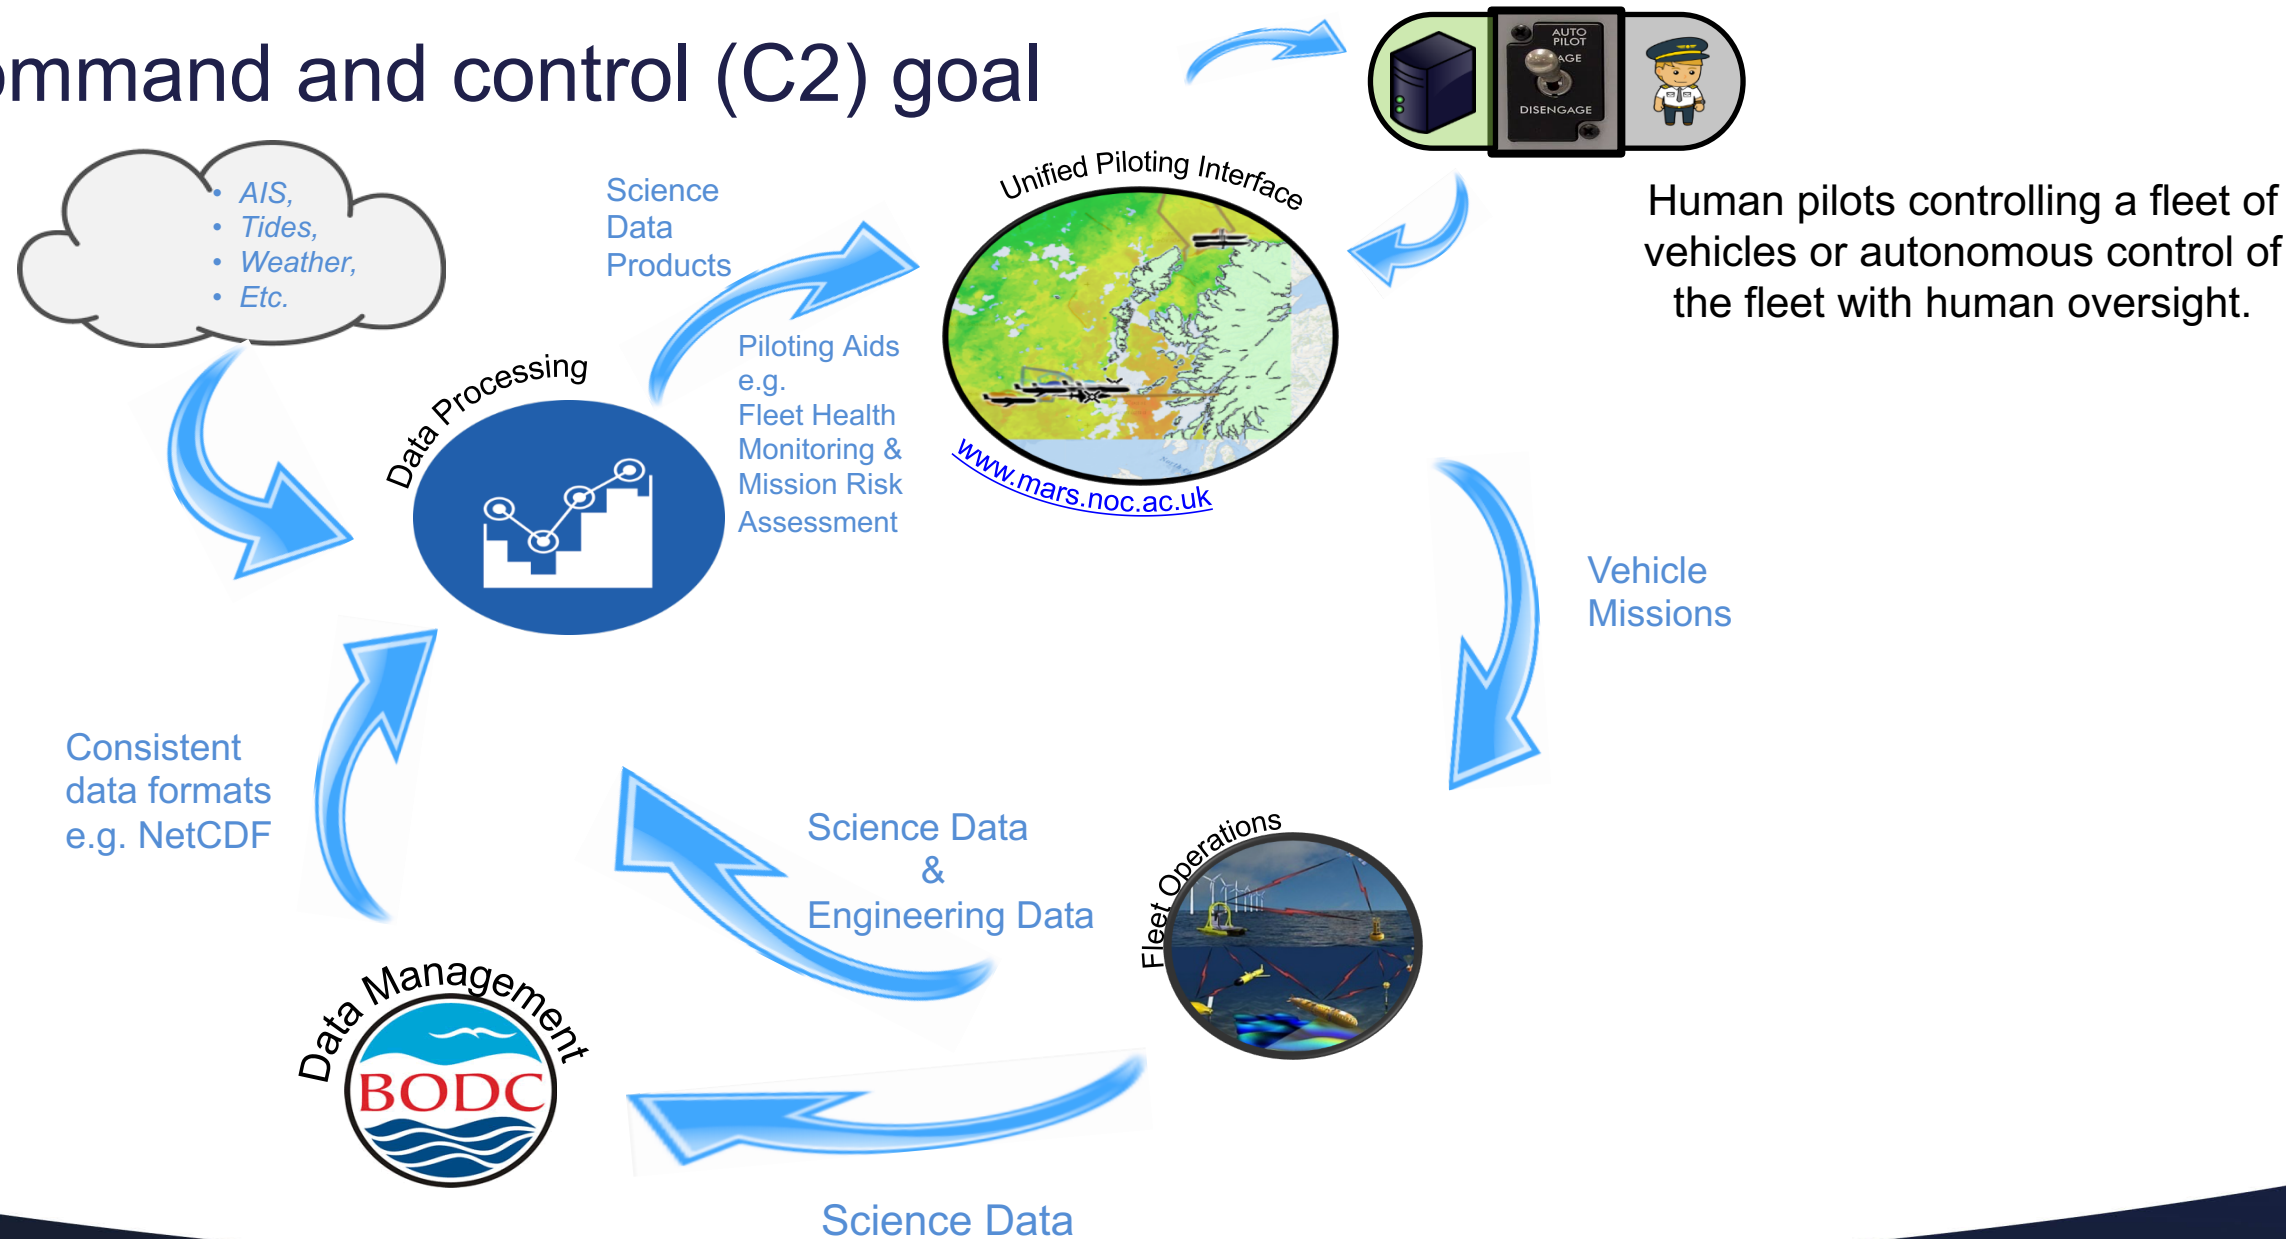 ommand and control (C2) goal
AUTO
PILOT
AGE
DISENGAGE
• AIS,
• Tides,
• Weather,
• Etc.
Science
Data
Products
Unified Piloting Interface
www.mars.noc.ac.uk
Human pilots controlling a fleet of
vehicles or autonomous control of
the fleet with human oversight.
Data Processing
Piloting Aids
e.g.
Fleet Health
Monitoring &
Mission Risk
Assessment
Vehicle
Missions
Consistent
data formats
e.g. NetCDF
Science Data
&
Engineering Data
Fleet Operations
Data Management
BODC
Science Data